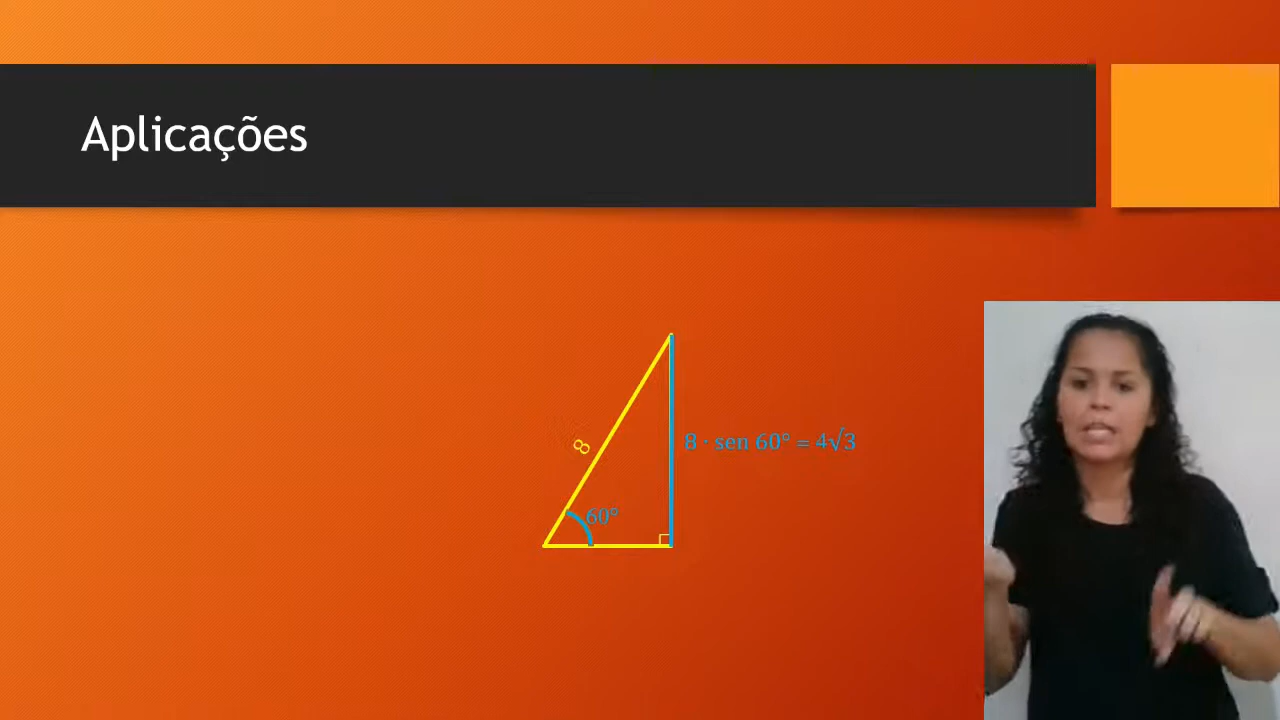 Aplicações
8
8 · sen 60° = 4√3
60°